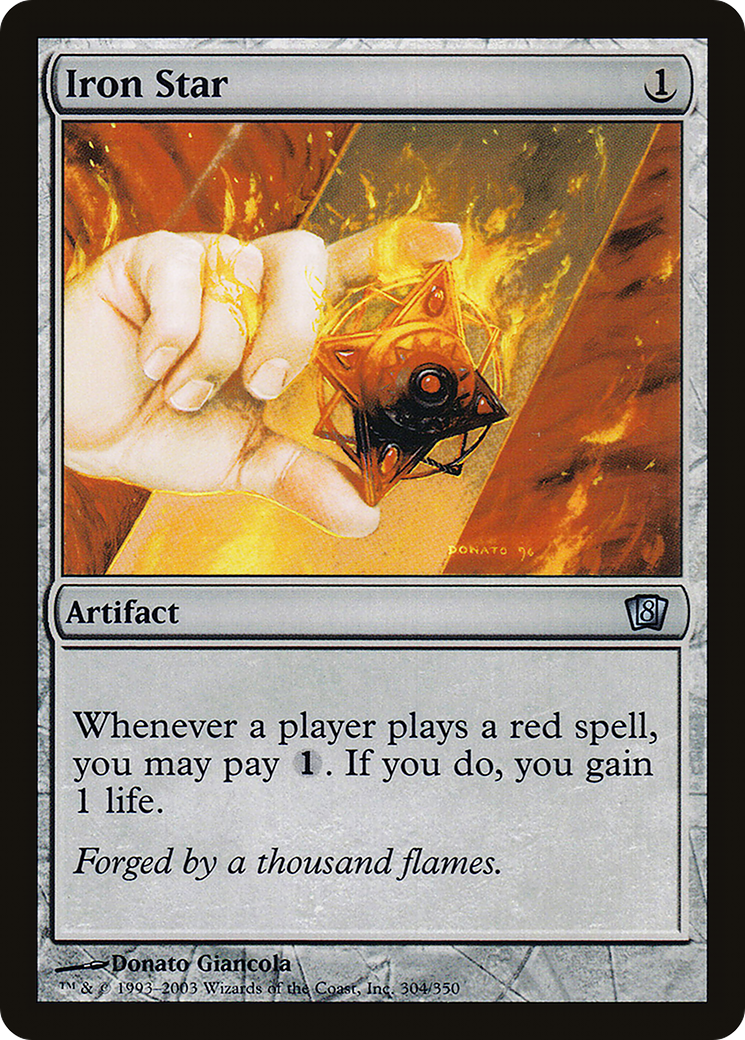 Iron Star 1
DONATO 96
Artifact 8
Whenever a player plays a red spell,
you may pay 1. If you do, you gain
1 life.
Forged by a thousand flames.
Donato Giancola
™ & © 1993–2003 Wizards of the Coast, Inc. 304/350